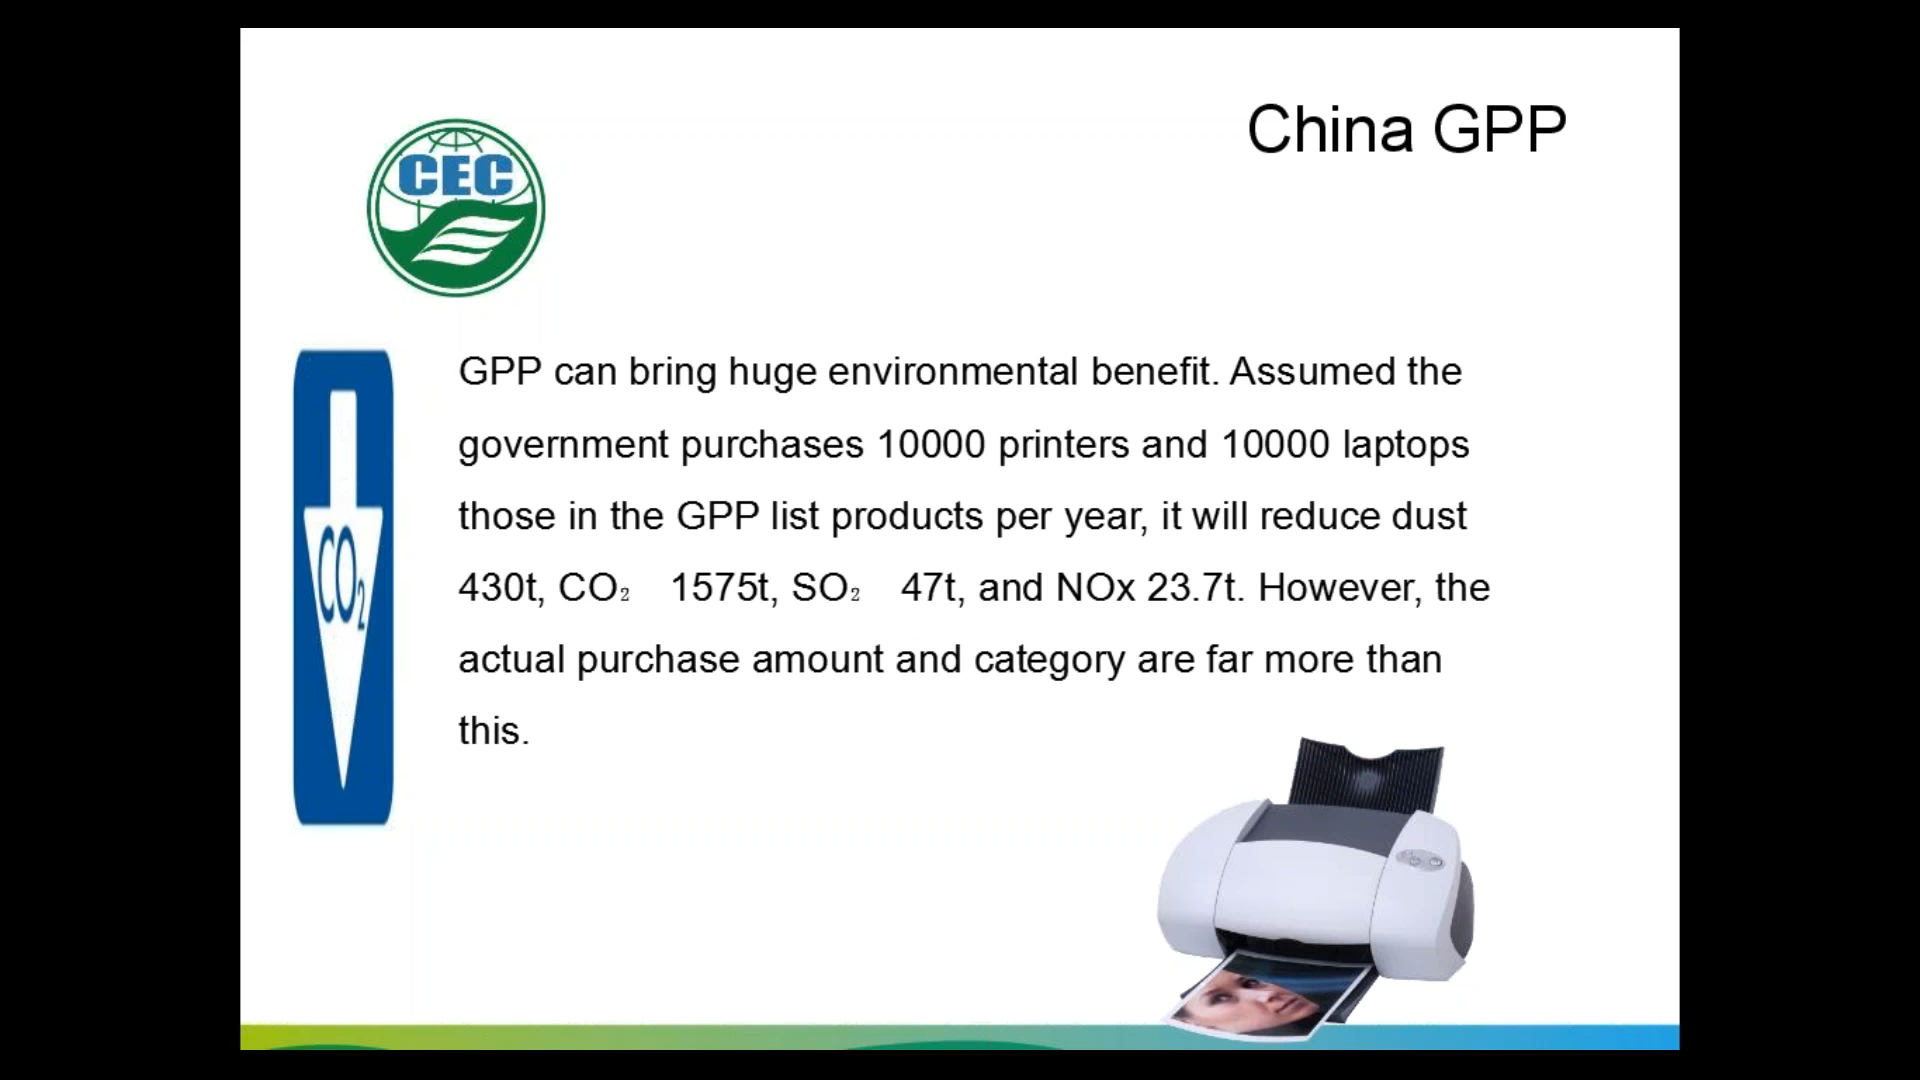 China GPP
CEC
GPP can bring huge environmental benefit. Assumed the
government purchases 10000 printers and 10000 laptops
those in the GPP list products per year, it will reduce dust
430t, CO₂ 1575t, SO₂ 47t, and NOx 23.7t. However, the
actual purchase amount and category are far more than
this.
CO₂